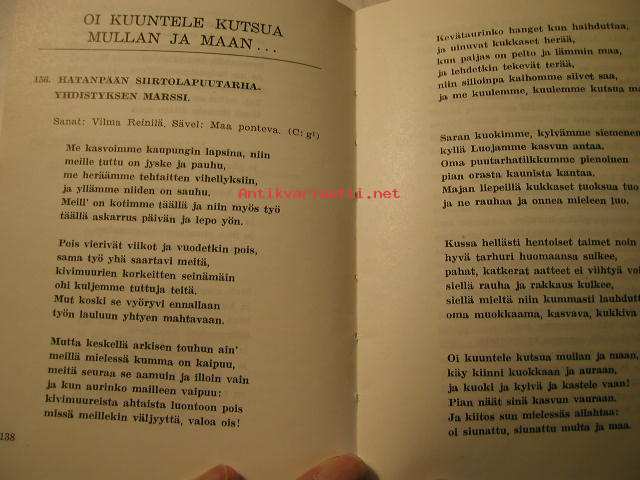 OI KUUNTELE KUTSUA
MULLAN JA MAAN...
156. HATANPÄÄN SIIRTOLAPUUTARHA-
YHDISTYKSEN MARSSI.
Sanat: Vilma Reinilä. Sävel: Maa ponteva. (C: g¹)
Me kasvoimme kaupungin lapsina, niin
meille tuttu on jyske ja pauhu,
me heräämme tehtaitten vihellyksiin,
ja yllämme niiden on sauhu.
Meill' on kotimme täällä ja niin myös työ
täällä askarrus päivän ja lepo yön.
Pois vierivät viikot ja vuodetkin pois,
sama työ yhä saartavi meitä,
kivimuurien korkeitten seinämäin
ohi kuljemme tuttuja teitä.
Mut koski se vyöryvi ennallaan
työn lauluun yhtyen mahtavaan.
Mutta keskellä arkisen touhun ain'
meillä mielessä kumma on kaipuu,
meitä seuraa se aamuin ja illoin vain
ja kun aurinko mailleen vaipuu:
kivimuureista ahtaista luontoon pois
missä meillekin väljyyttä, valoa ois!
138
Kevätaurinko hanget kun haihduttaa,
ja uinuvat kukkaset herää,
kun paljas on pelto ja lämmin maa,
ja lehdetkin tekevät terää,
niin silloinpa kaihomme siivet saa,
ja me kuulemme, kuulemme kutsua ma
Saran kuokimme, kylvämme siemenen
kyllä Luojamme kasvun antaa.
Oma puutarhatilkkumme pienoinen
pian orasta kaunista kantaa.
Majan liepeillä kukkaset tuoksua tuo
ja ne rauhaa ja onnea mieleen luo.
Kussa hellästi hentoiset taimet noin
hyvä tarhuri huomaansa sulkee,
pahat, katkerat aatteet ei viihtyä voi
siellä rauha ja rakkaus kulkee,
siellä mieltä niin kummasti lauhdutt
oma muokkaama, kasvava, kukkiva
Oi kuuntele kutsua mullan ja maan,
käy kiinni kuokkaan ja auraan,
ja kuoki ja kylvä ja kastele vaan!
Pian näät sinä kasvun vauraan.
Ja kiitos sun mielessäs ailahtaa:
oi siunattu, siunattu multa ja maa.
Antikvariaatti.net